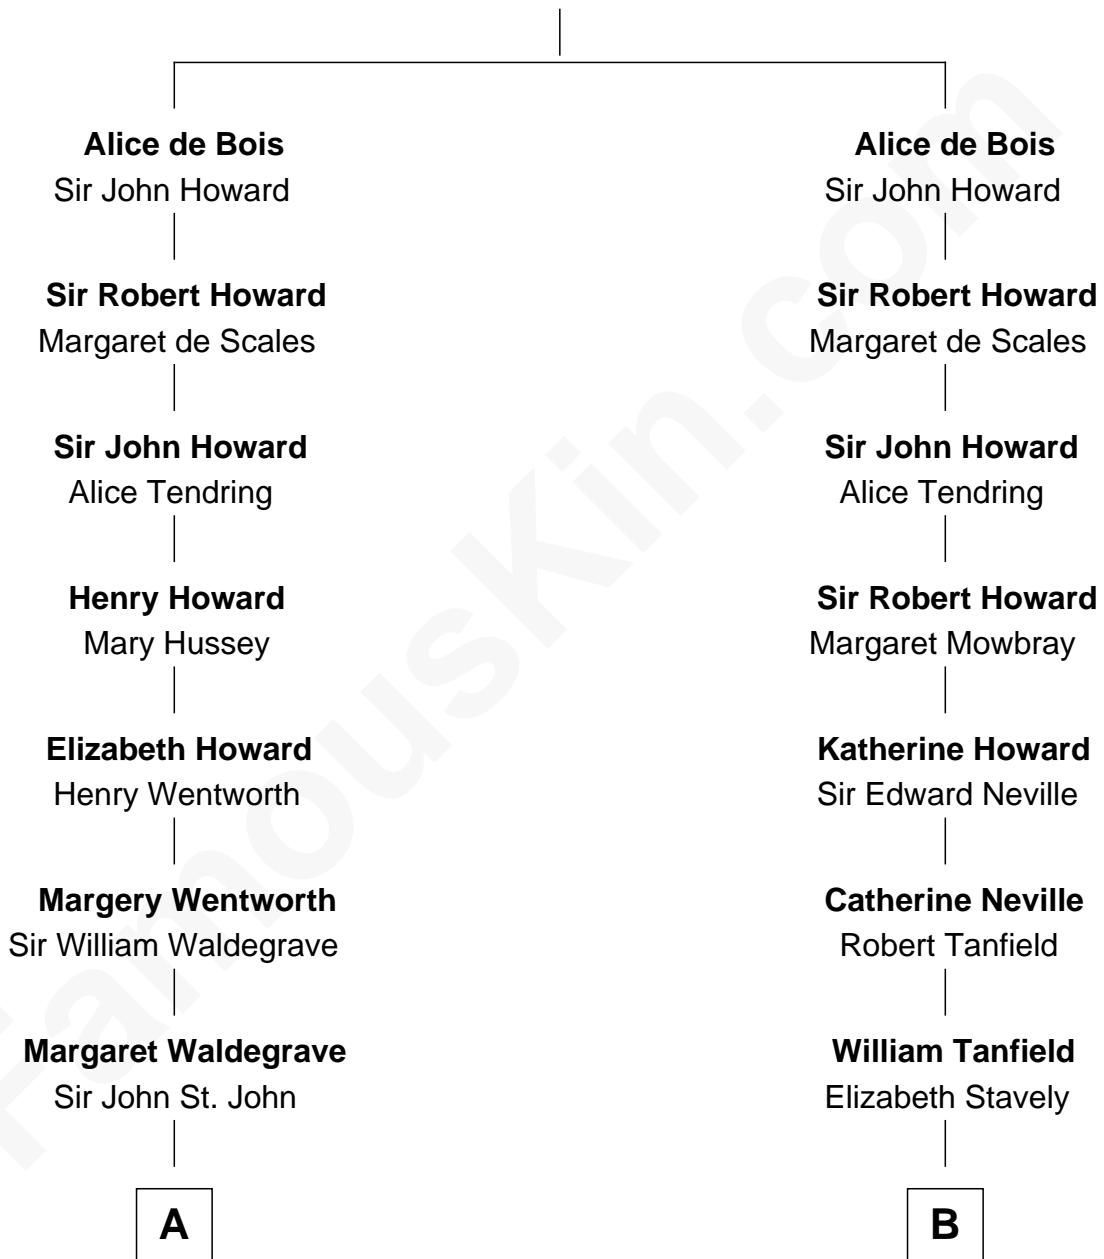 Alice de Bois
Sir John Howard
Sir Robert Howard
Margaret de Scales
Sir John Howard
Alice Tendring
Henry Howard
Mary Hussey
Elizabeth Howard
Henry Wentworth
Margery Wentworth
Sir William Waldegrave
Margaret Waldegrave
Sir John St. John
A
Alice de Bois
Sir John Howard
Sir Robert Howard
Margaret de Scales
Sir John Howard
Alice Tendring
Sir Robert Howard
Margaret Mowbray
Katherine Howard
Sir Edward Neville
Catherine Neville
Robert Tanfield
William Tanfield
Elizabeth Stavely
B
FamousKin.com